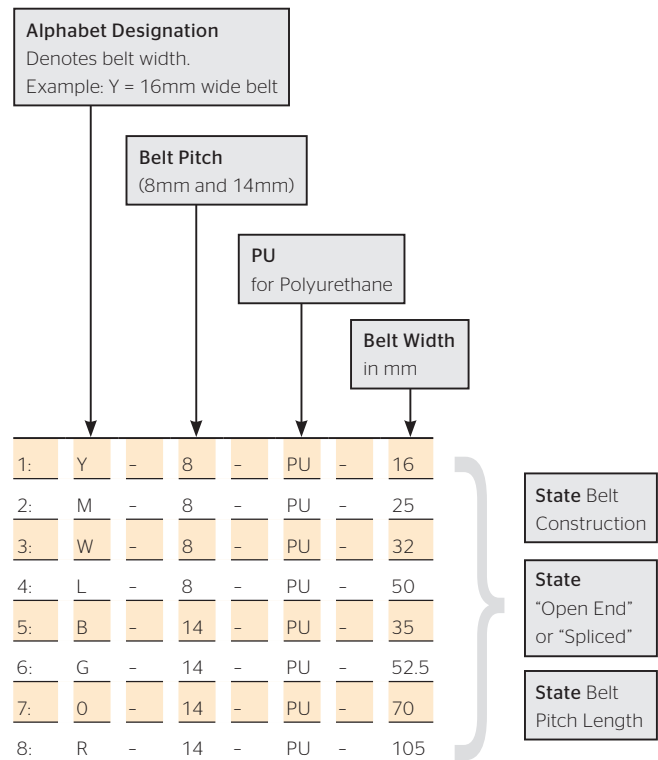 Alphabet Designation
Denotes belt width.
Example: Y = 16mm wide belt
Belt Pitch
(8mm and 14mm)
PU
for Polyurethane
Belt Width
in mm
1: Y - 8 - PU - 16
2: M - 8 - PU - 25
3: W - 8 - PU - 32
4: L - 8 - PU - 50
5: B - 14 - PU - 35
6: G - 14 - PU - 52.5
7: 0 - 14 - PU - 70
8: R - 14 - PU - 105
State Belt
Construction
State
“Open End”
or “Spliced”
State Belt
Pitch Length